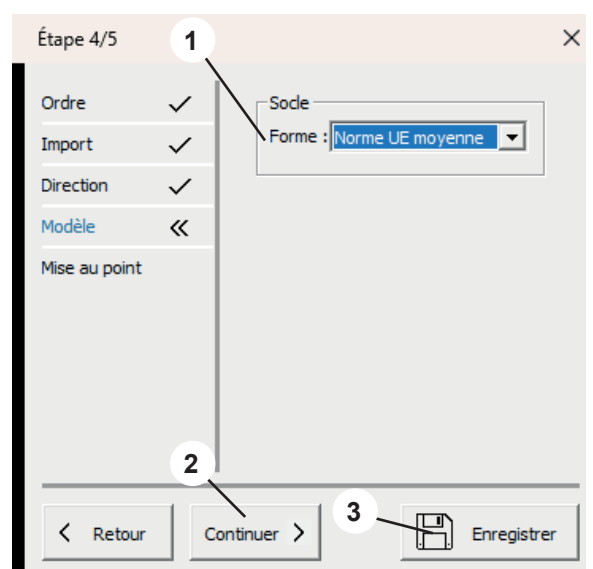 Étape 4/5
1
Ordre
Import
Direction
Modèle
Mise au point
Socle
Forme : Norme UE moyenne
2
3
Retour
Continuer
Enregistrer